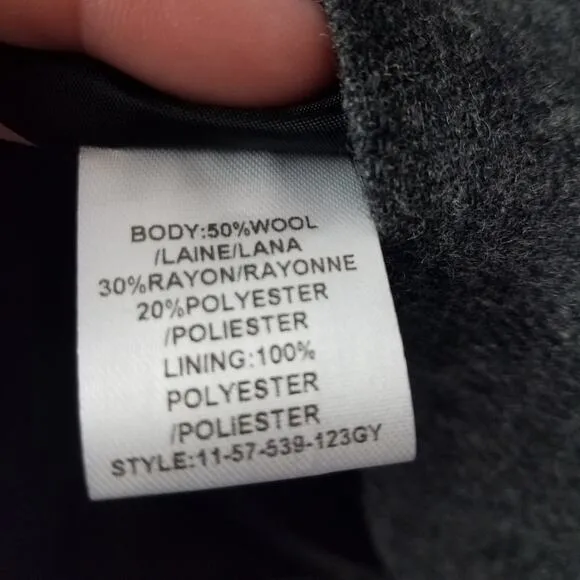 BODY:50%WOOL
/LAINE/LANA
30%RAYON/RAYONNE
20%POLYESTER
/POLIESTER
LINING:100%
POLYESTER
/POLIESTER
STYLE:11-57-539-123GY